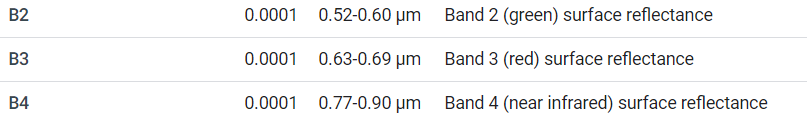 B2 0.0001 0.52-0.60 μm Band 2 (green) surface reflectance
B3 0.0001 0.63-0.69 μm Band 3 (red) surface reflectance
B4 0.0001 0.77-0.90 μm Band 4 (near infrared) surface reflectance